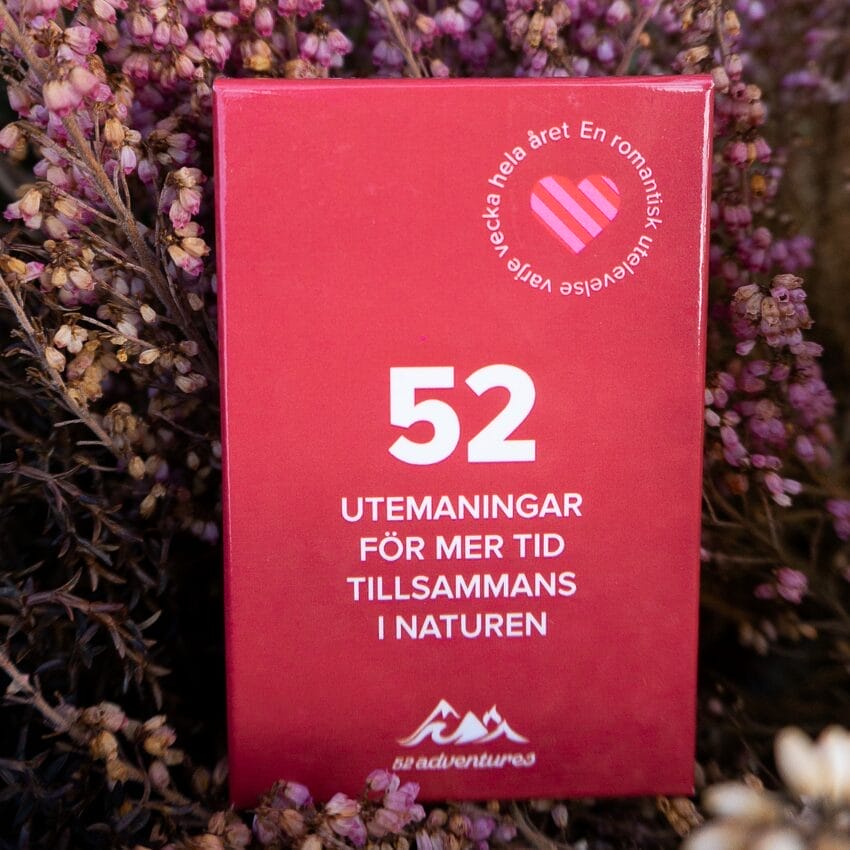 En romantisk utelevelse varje vecka hela året
52
UTEMANINGAR
FÖR MER TID
TILLSAMMANS
I NATUREN
52 adventures